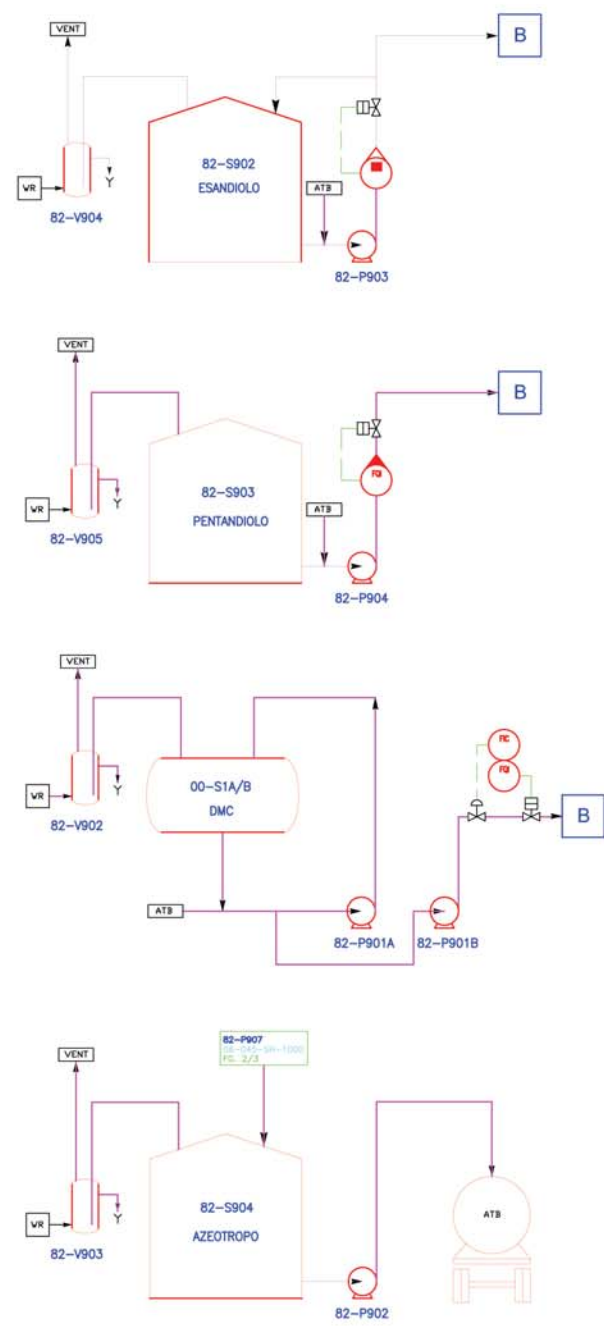 VENT
B
82-S902
ESANDIOLO
WR
Y
ATB
82-V904
82-P903
VENT
B
82-S903
PENTANDIOLO
FQI
WR
Y
ATB
82-V905
82-P904
VENT
FIC
FQI
00-S1A/B
DMC
WR
Y
B
82-V902
ATB
82-P901A
82-P901B
82-P907
FG. 2/3
VENT
82-S904
AZEOTROPO
ATB
WR
Y
82-V903
82-P902